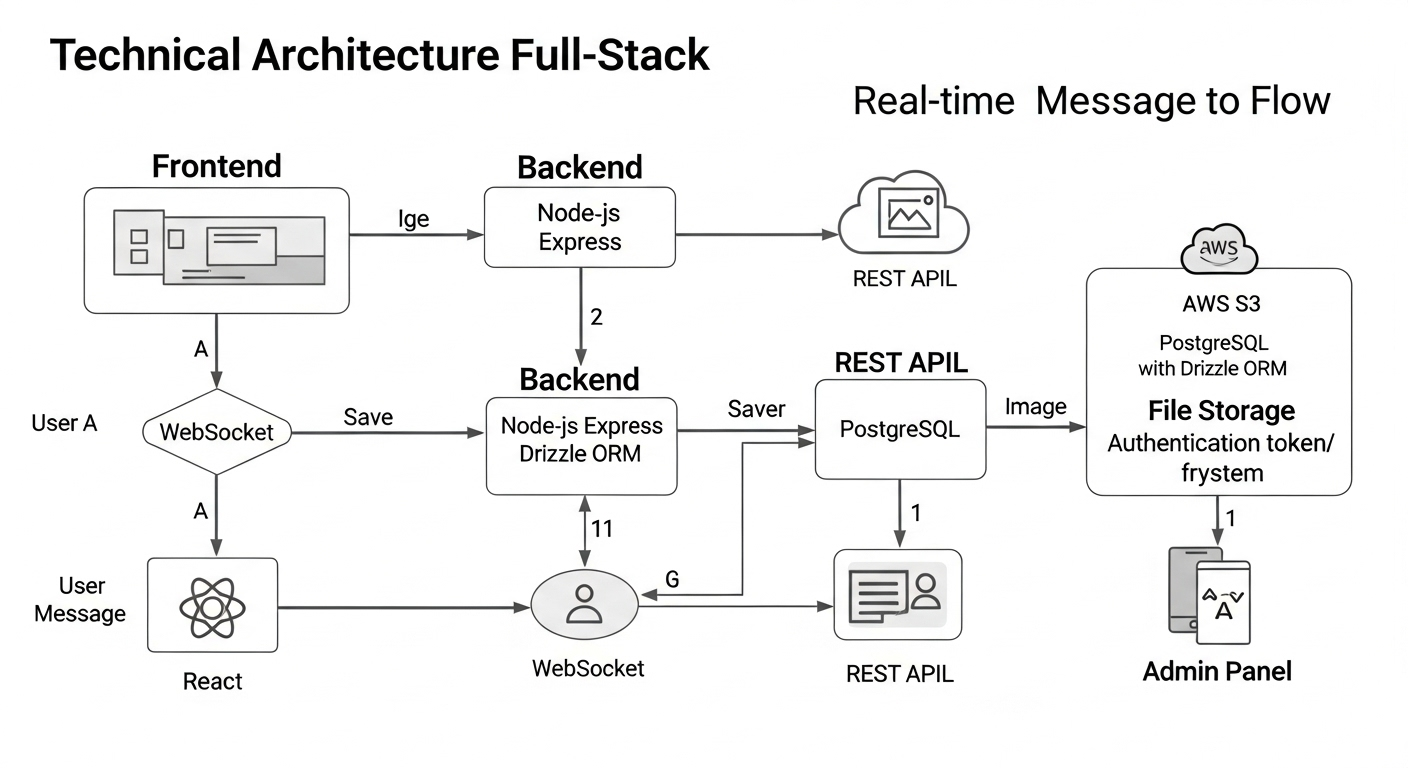 Technical Architecture Full-Stack
Real-time Message to Flow
Frontend
Backend
Ige
Node-js
Express
REST APIL
aws
AWS S3
PostgreSQL
with Drizzle ORM
File Storage
Authentication token/
frystem
A
2
Backend
REST APIL
User A
WebSocket
Save
Node-js Express
Drizzle ORM
Saver
PostgreSQL
Image
A
11
1
1
User
Message
G
A
React
WebSocket
REST APIL
Admin Panel